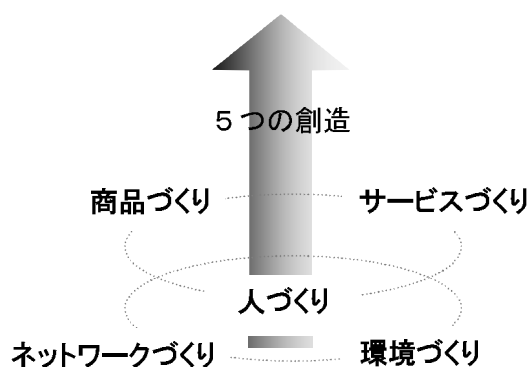 ５つの創造
商品づくり
サービスづくり
人づくり
ネットワークづくり
環境づくり